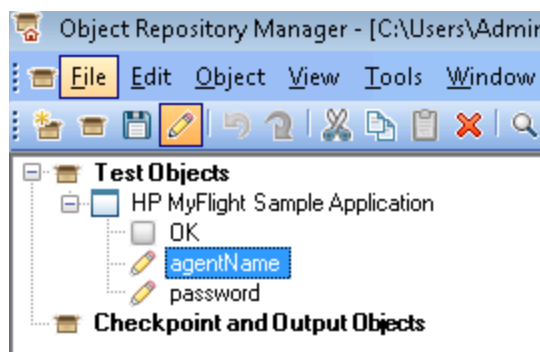 Object Repository Manager - [C:\Users\Admin
File Edit Object View Tools Window
Test Objects
HP MyFlight Sample Application
OK
agentName
password
Checkpoint and Output Objects